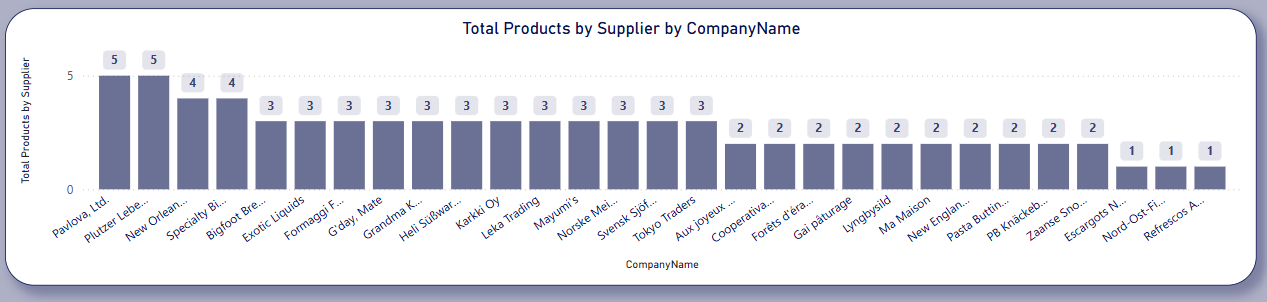 Total Products by Supplier by CompanyName
Total Products by Supplier
5
0
5
5
4
4
3
3
3
3
3
3
3
3
3
3
3
3
2
2
2
2
2
2
2
2
2
2
1
1
1
Pavlova, Ltd.
Plutzer Lebe...
New Orlean...
Specialty Bi...
Bigfoot Bre...
Exotic Liquids
Formaggi F...
G'day, Mate
Grandma K...
Heli Süßwar...
Karkki Oy
Leka Trading
Mayumi's
Norske Mei...
Svensk Sjöf...
Tokyo Traders
Aux joyeux ...
Cooperativa...
Forêts d'éra...
Gai pâturage
Lyngbysild
Ma Maison
New Englan...
Pasta Buttin...
PB Knäckeb...
Zaanse Sno...
Escargots N...
Nord-Ost-Fi...
Refrescos A...
CompanyName